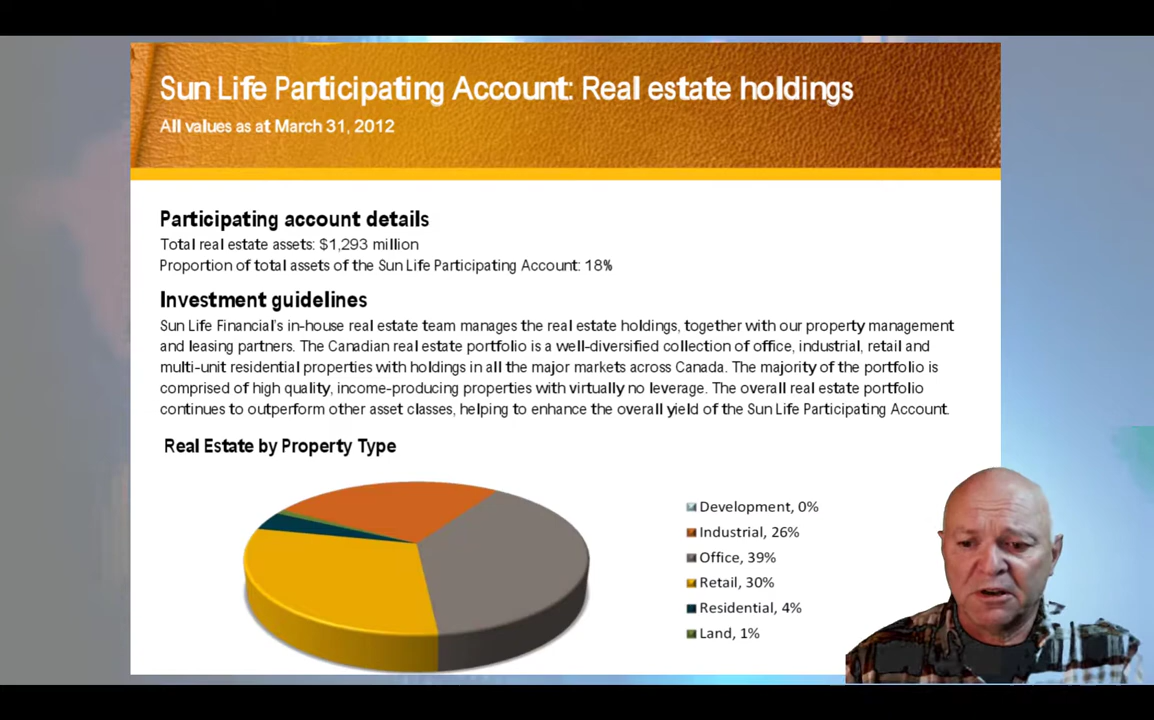 Sun Life Participating Account: Real estate holdings
All values as at March 31, 2012
Participating account details
Total real estate assets: $1,293 million
Proportion of total assets of the Sun Life Participating Account: 18%
Investment guidelines
Sun Life Financial's in-house real estate team manages the real estate holdings, together with our property management
and leasing partners. The Canadian real estate portfolio is a well-diversified collection of office, industrial, retail and
multi-unit residential properties with holdings in all the major markets across Canada. The majority of the portfolio is
comprised of high quality, income-producing properties with virtually no leverage. The overall real estate portfolio
continues to outperform other asset classes, helping to enhance the overall yield of the Sun Life Participating Account.
Real Estate by Property Type
Development, 0%
Industrial, 26%
Office, 39%
Retail, 30%
Residential, 4%
Land, 1%